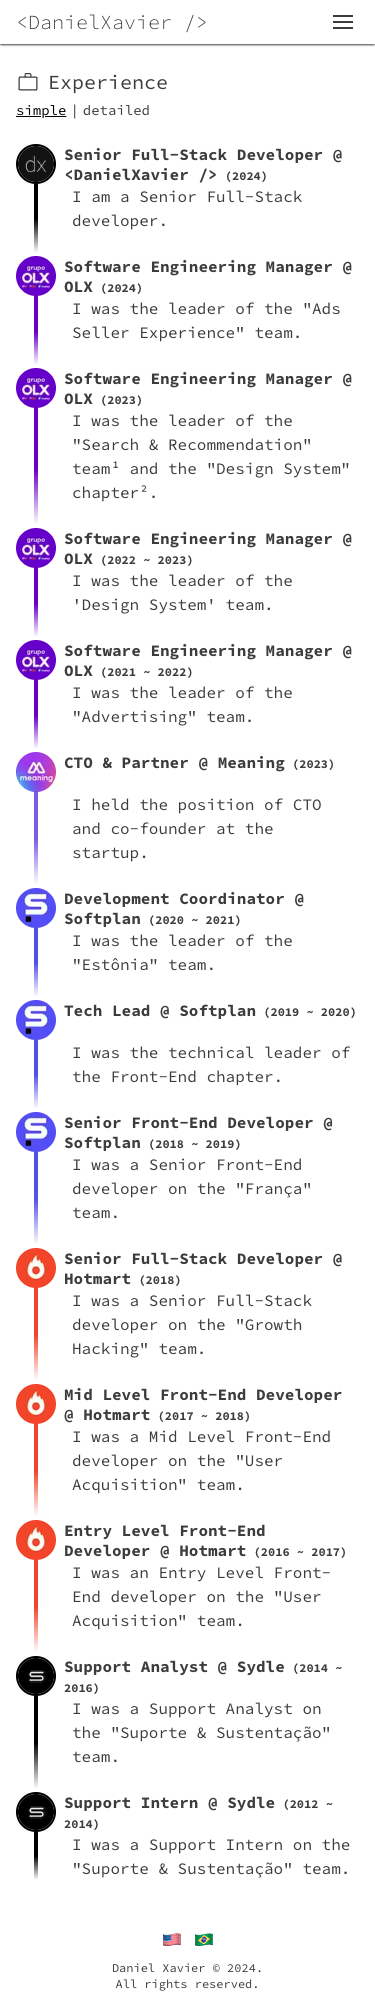 <DanielXavier />
Experience
simple | detailed
dx
Senior Full-Stack Developer @
<DanielXavier /> (2024)
I am a Senior Full-Stack
developer.
grupo
OLX
Software Engineering Manager @
OLX (2024)
I was the leader of the "Ads
Seller Experience" team.
grupo
OLX
Software Engineering Manager @
OLX (2023)
I was the leader of the
"Search & Recommendation"
team¹ and the "Design System"
chapter².
grupo
OLX
Software Engineering Manager @
OLX (2022 ~ 2023)
I was the leader of the
'Design System' team.
grupo
OLX
Software Engineering Manager @
OLX (2021 ~ 2022)
I was the leader of the
"Advertising" team.
meaning
CTO & Partner @ Meaning (2023)
I held the position of CTO
and co-founder at the
startup.
Development Coordinator @
Softplan (2020 ~ 2021)
I was the leader of the
"Estônia" team.
Tech Lead @ Softplan (2019 ~ 2020)
I was the technical leader of
the Front-End chapter.
Senior Front-End Developer @
Softplan (2018 ~ 2019)
I was a Senior Front-End
developer on the "França"
team.
Senior Full-Stack Developer @
Hotmart (2018)
I was a Senior Full-Stack
developer on the "Growth
Hacking" team.
Mid Level Front-End Developer
@ Hotmart (2017 ~ 2018)
I was a Mid Level Front-End
developer on the "User
Acquisition" team.
Entry Level Front-End
Developer @ Hotmart (2016 ~ 2017)
I was an Entry Level Front-
End developer on the "User
Acquisition" team.
Support Analyst @ Sydle (2014 ~
2016)
I was a Support Analyst on
the "Suporte & Sustentação"
team.
Support Intern @ Sydle (2012 ~
2014)
I was a Support Intern on the
"Suporte & Sustentação" team.
Daniel Xavier © 2024.
All rights reserved.